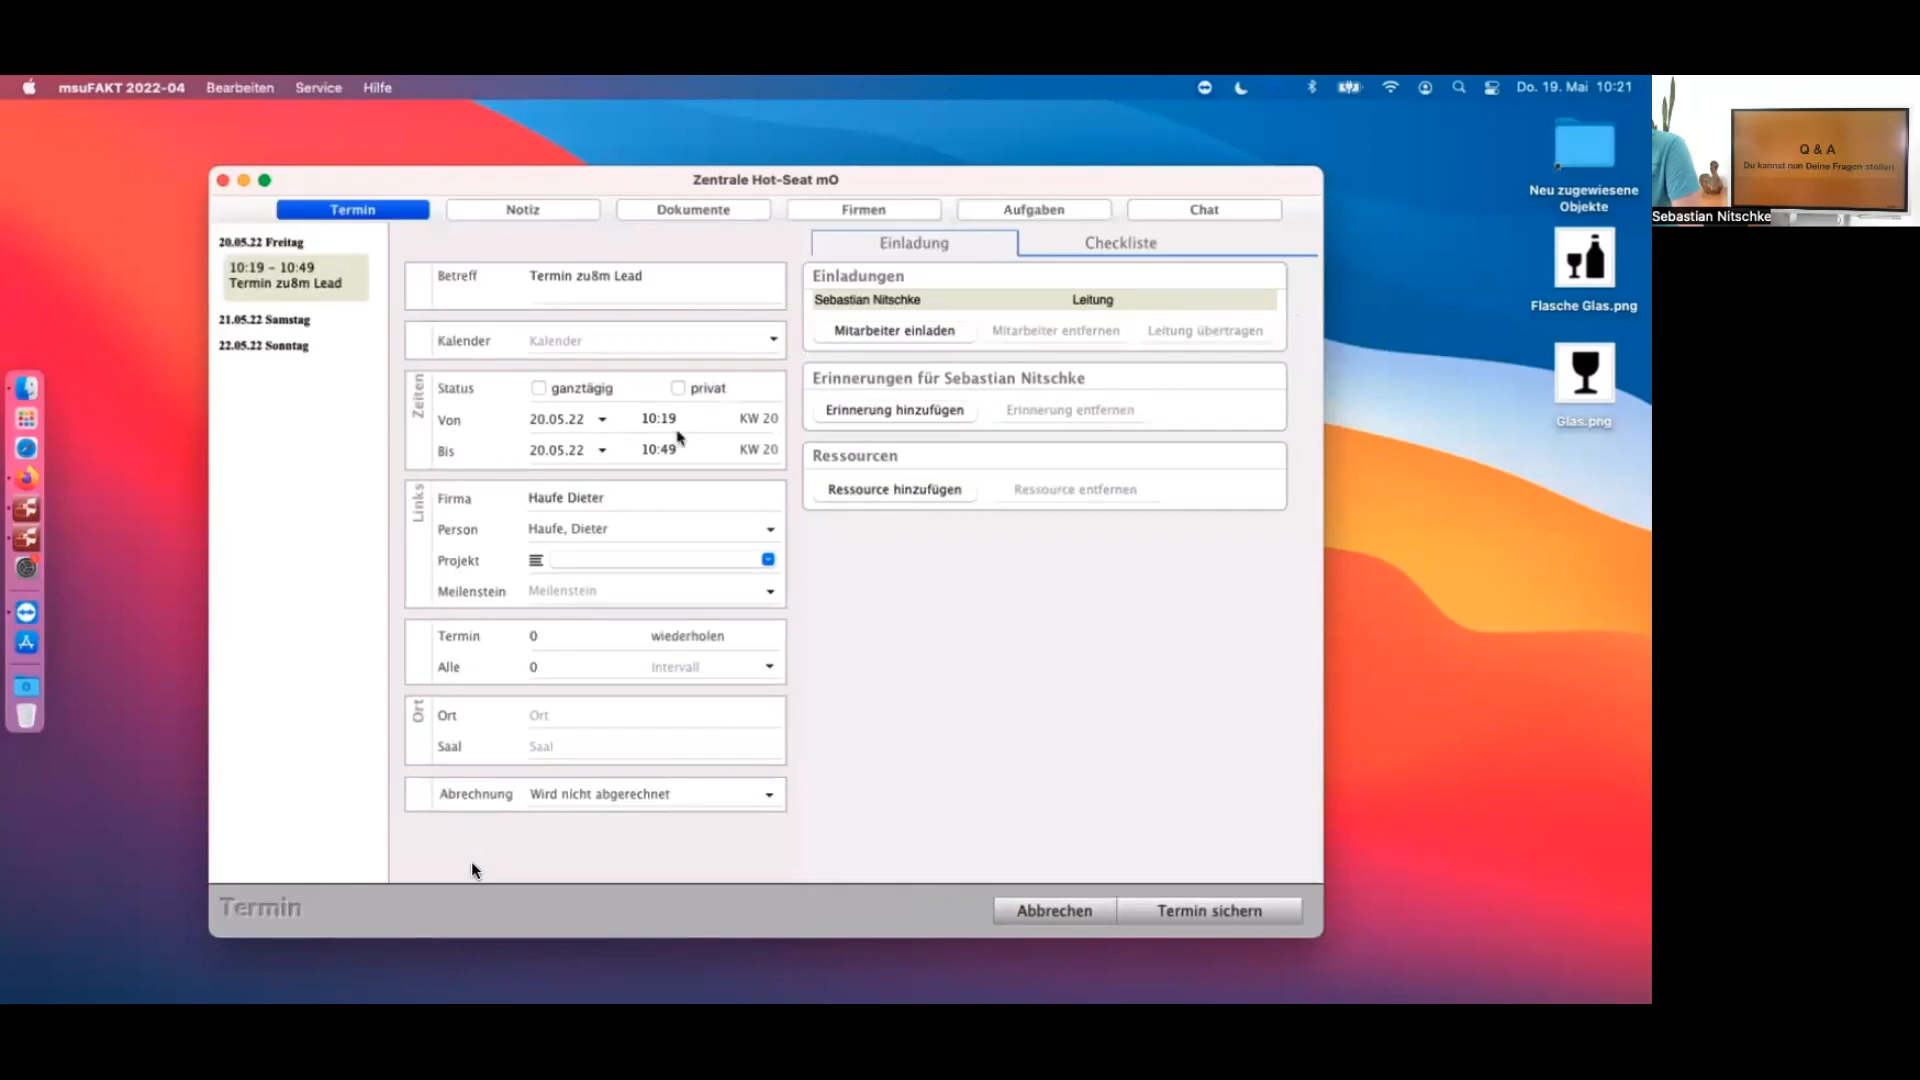 msuFAKT 2022-04 Bearbeiten Service Hilfe
Do. 19. Mai 10:21
Zentrale Hot-Seat mO
Termin Notiz Dokumente Firmen Aufgaben Chat
20.05.22 Freitag
10:19 – 10:49
Termin zu8m Lead
21.05.22 Samstag
22.05.22 Sonntag
Betreff Termin zu8m Lead
Kalender Kalender
Zeiten
Status ganztägig privat
Von 20.05.22 10:19 KW 20
Bis 20.05.22 10:49 KW 20
Links
Firma Haufe Dieter
Person Haufe, Dieter
Projekt
Meilenstein Meilenstein
Termin 0 wiederholen
Alle 0 Intervall
Ort
Ort Ort
Saal Saal
Abrechnung Wird nicht abgerechnet
Einladung Checkliste
Einladungen
Sebastian Nitschke Leitung
Mitarbeiter einladen Mitarbeiter entfernen Leitung übertragen
Erinnerungen für Sebastian Nitschke
Erinnerung hinzufügen Erinnerung entfernen
Ressourcen
Ressource hinzufügen Ressource entfernen
Termin
Abbrechen Termin sichern
Neu zugewiesene
Objekte
Flasche Glas.png
Glas.png
Q & A
Du kannst nun Deine Fragen stellen
Sebastian Nitschke